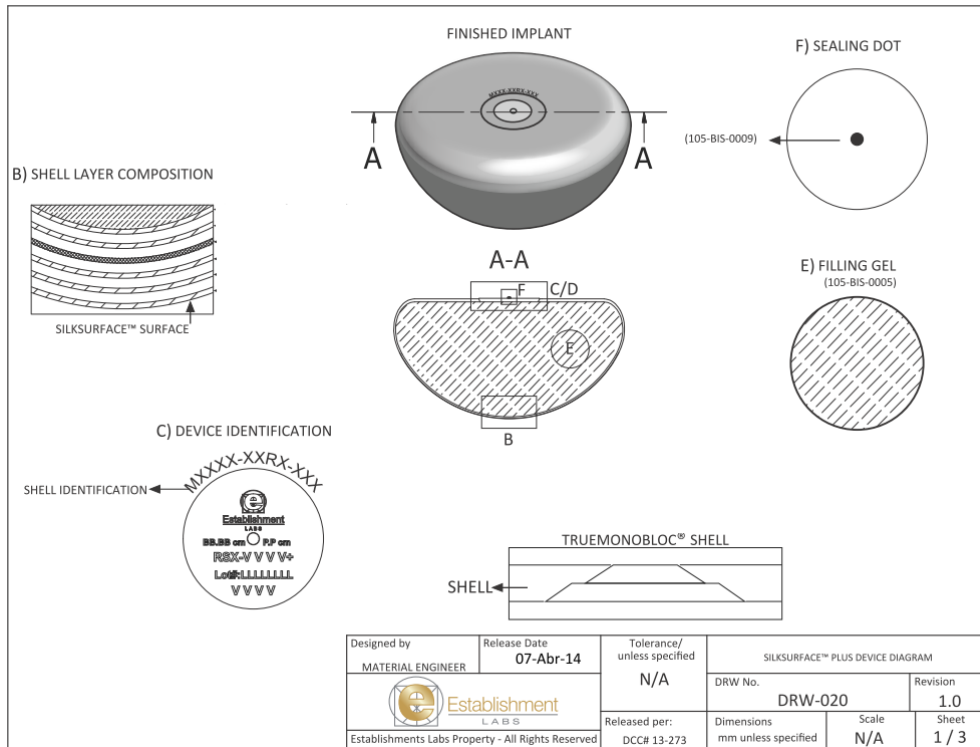 FINISHED IMPLANT
MXXX-XXRX-XXX
A
A
F) SEALING DOT
(105-BIS-0009)
B) SHELL LAYER COMPOSITION
SILKSURFACE™ SURFACE
A-A
F
C/D
E
B
E) FILLING GEL
(105-BIS-0005)
C) DEVICE IDENTIFICATION
MXXXX-XXRX-XXX
SHELL IDENTIFICATION
e
Establishment
LABS
BB.BB cm P.P cm
RSX-V V V V+
Lot#:LLLLLLLL
V V V V
TRUEMONOBLOC® SHELL
SHELL
Designed by
MATERIAL ENGINEER
Release Date
07-Abr-14
Tolerance/
unless specified
N/A
SILKSURFACE™ PLUS DEVICE DIAGRAM
DRW No.
DRW-020
Revision
1.0
e Establishment
LABS
Establishments Labs Property - All Rights Reserved
Released per:
DCC# 13-273
Dimensions
mm unless specified
Scale
N/A
Sheet
1 / 3